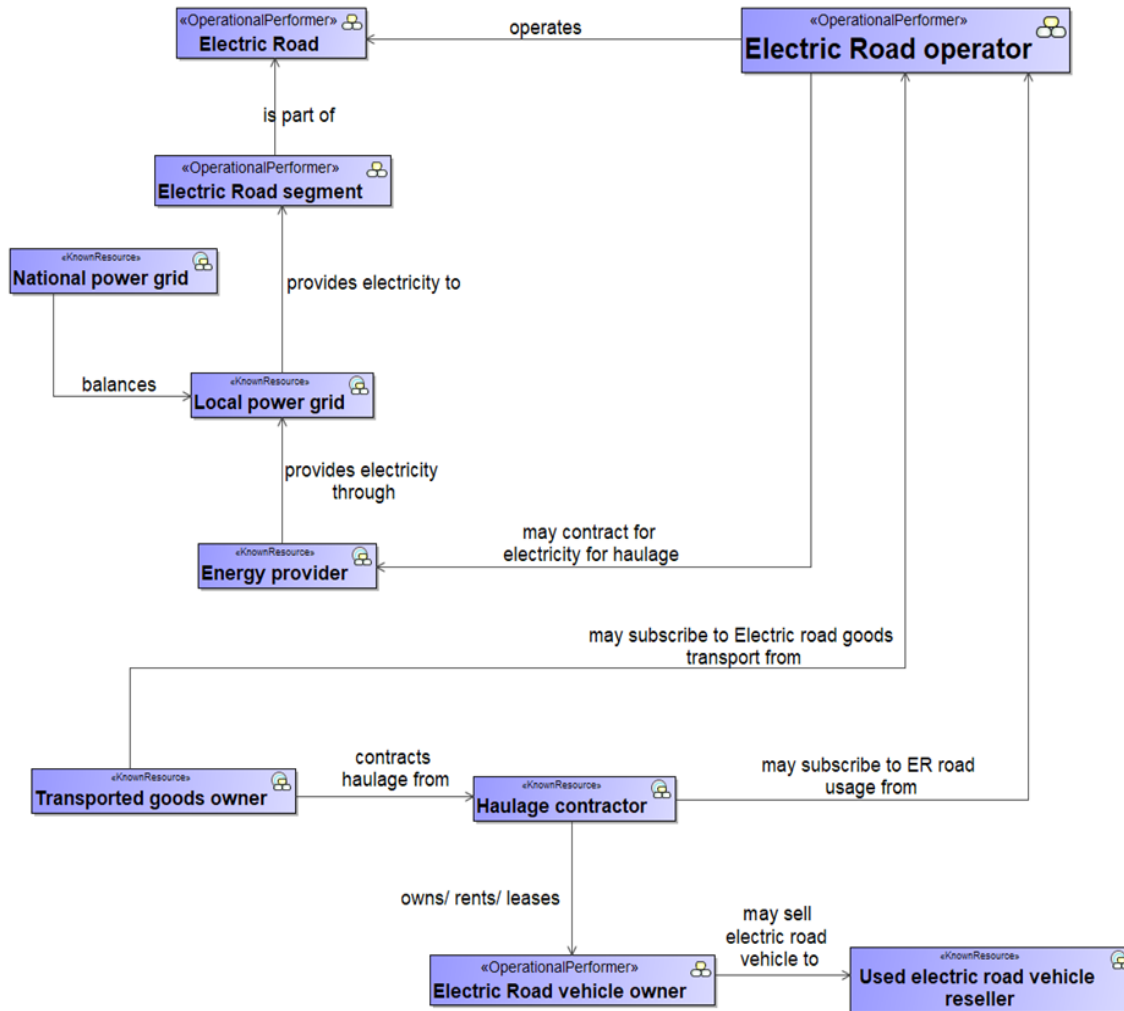 «OperationalPerformer»
Electric Road
operates
«OperationalPerformer»
Electric Road operator
is part of
«OperationalPerformer»
Electric Road segment
«KnownResource»
National power grid
provides electricity to
balances
«KnownResource»
Local power grid
provides electricity
through
may contract for
electricity for haulage
«KnownResource»
Energy provider
may subscribe to Electric road goods
transport from
«KnownResource»
Transported goods owner
contracts
haulage from
«KnownResource»
Haulage contractor
may subscribe to ER road
usage from
owns/ rents/ leases
may sell
electric road
vehicle to
«OperationalPerformer»
Electric Road vehicle owner
«KnownResource»
Used electric road vehicle
reseller